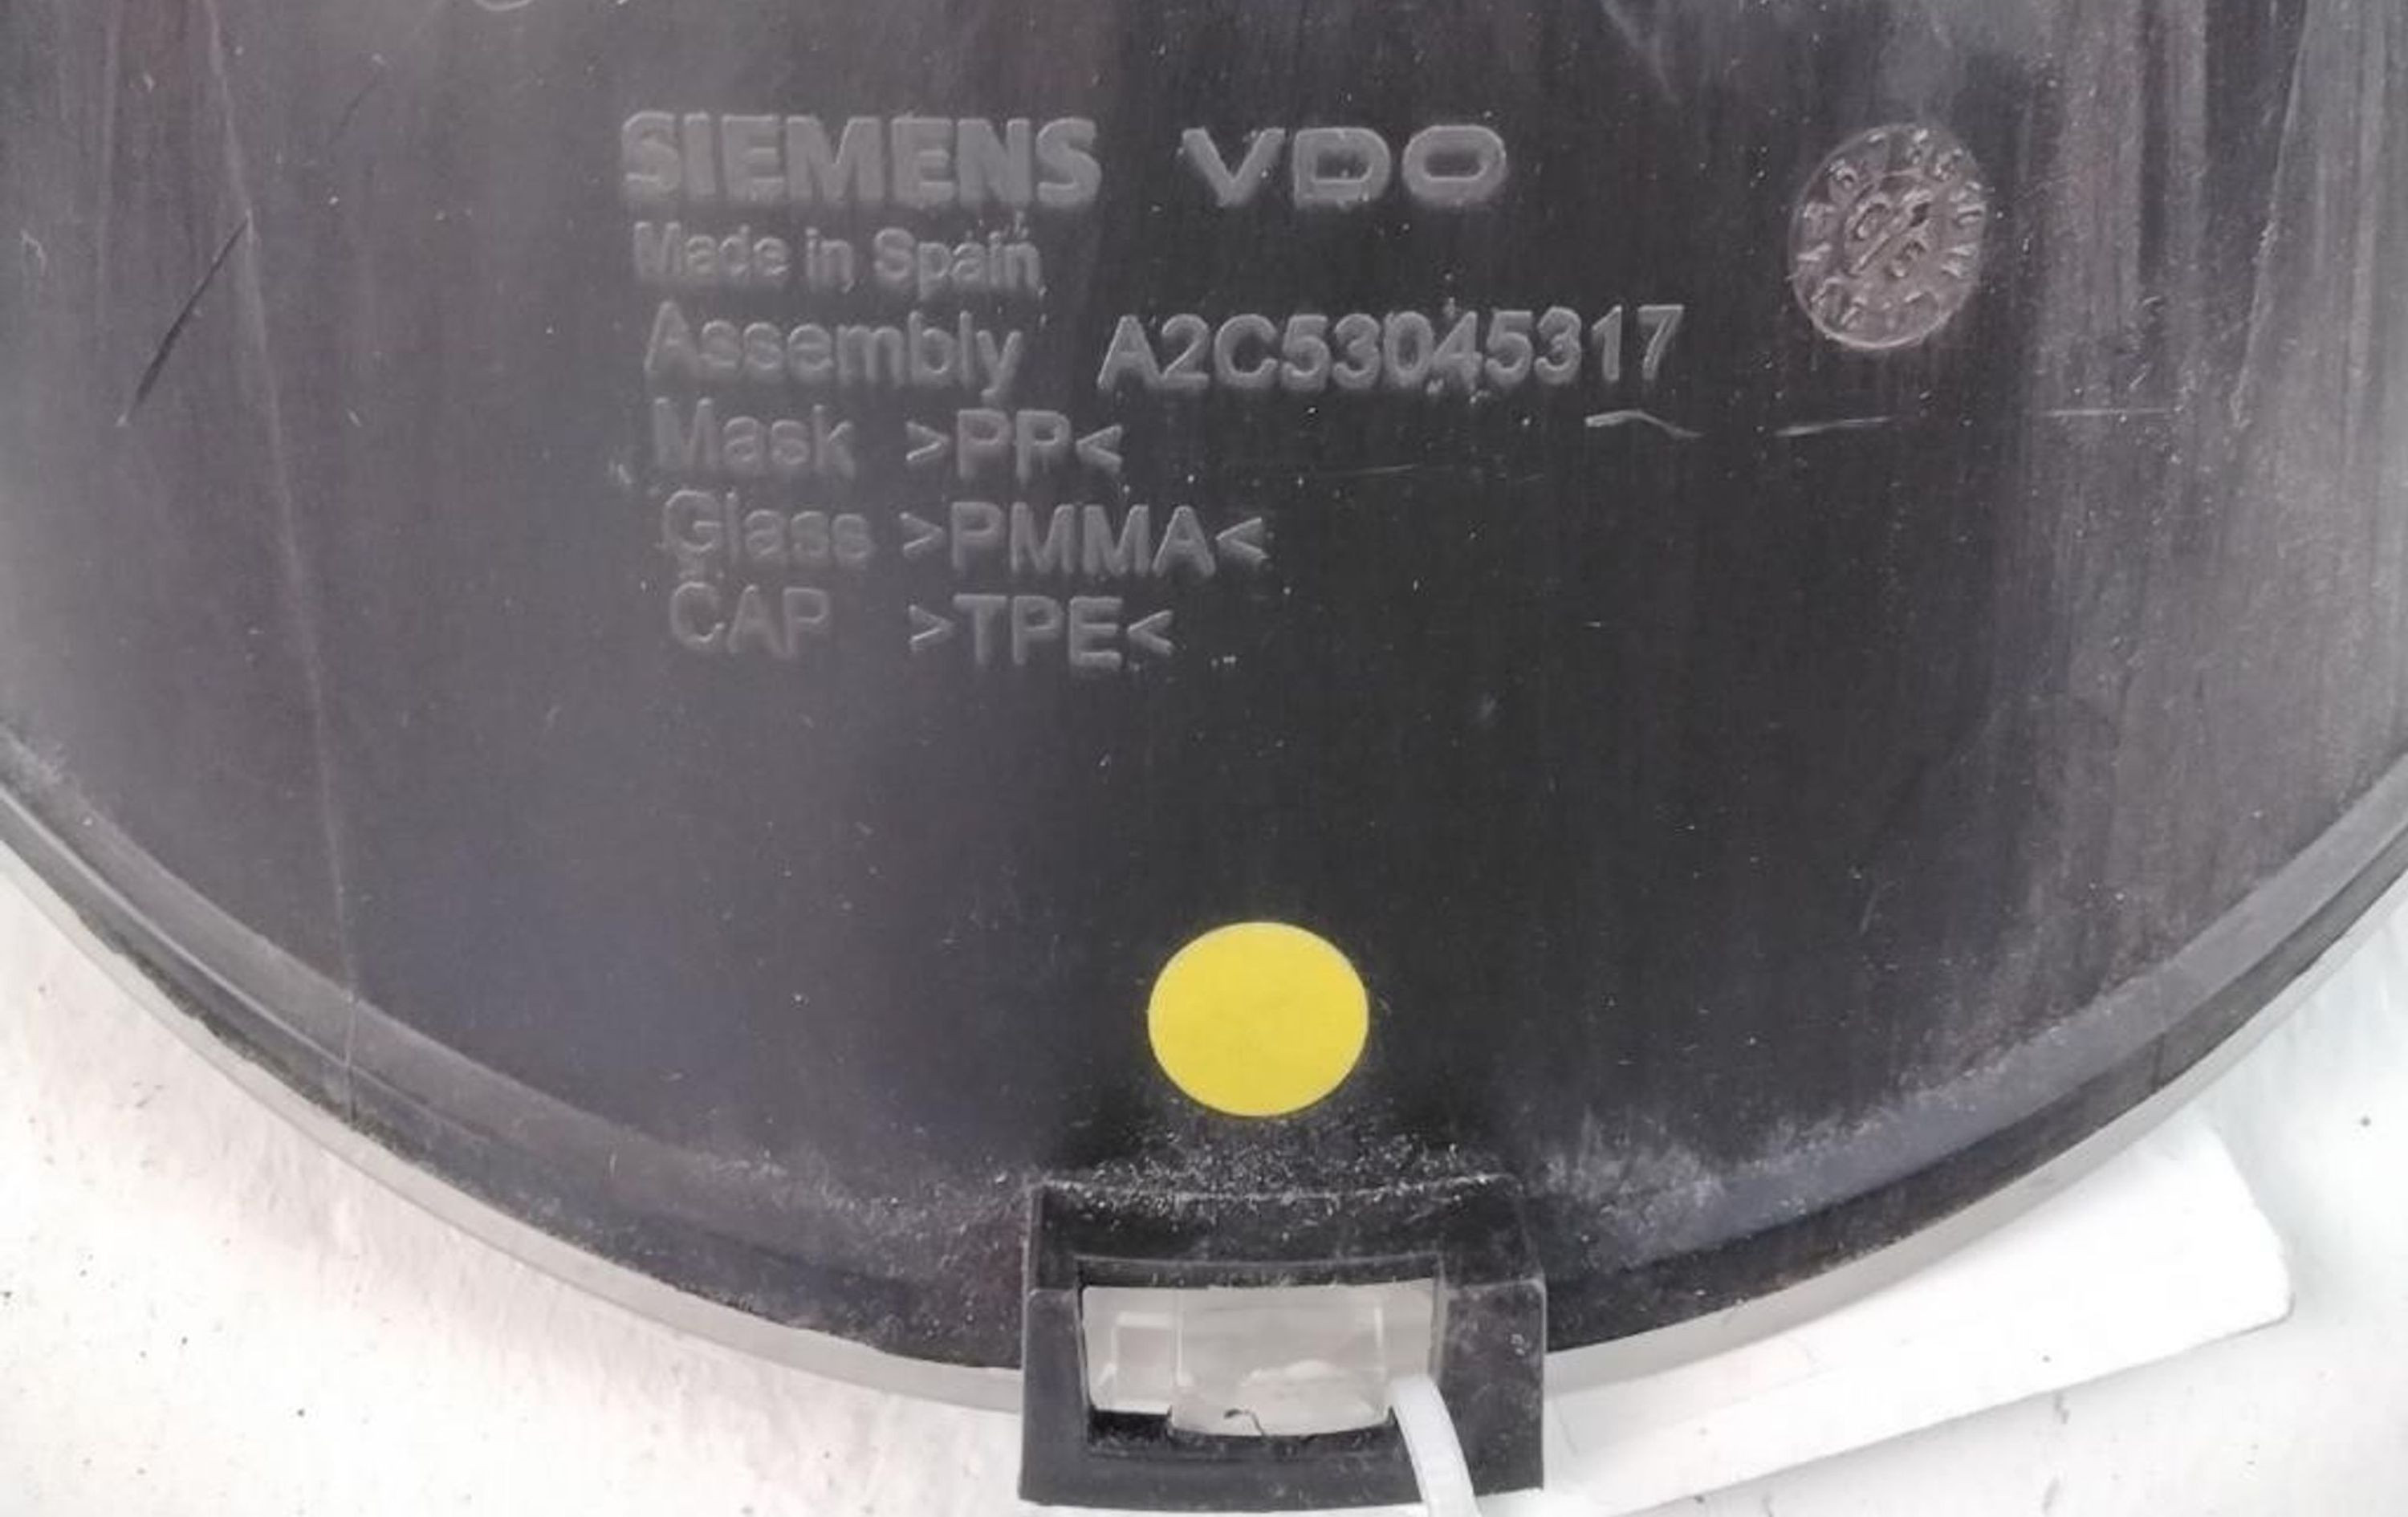 SIEMENS VDO
Made in Spain
Assembly A2C53045317
Mask >PP<
Glass >PMMA<
CAP >TPE<